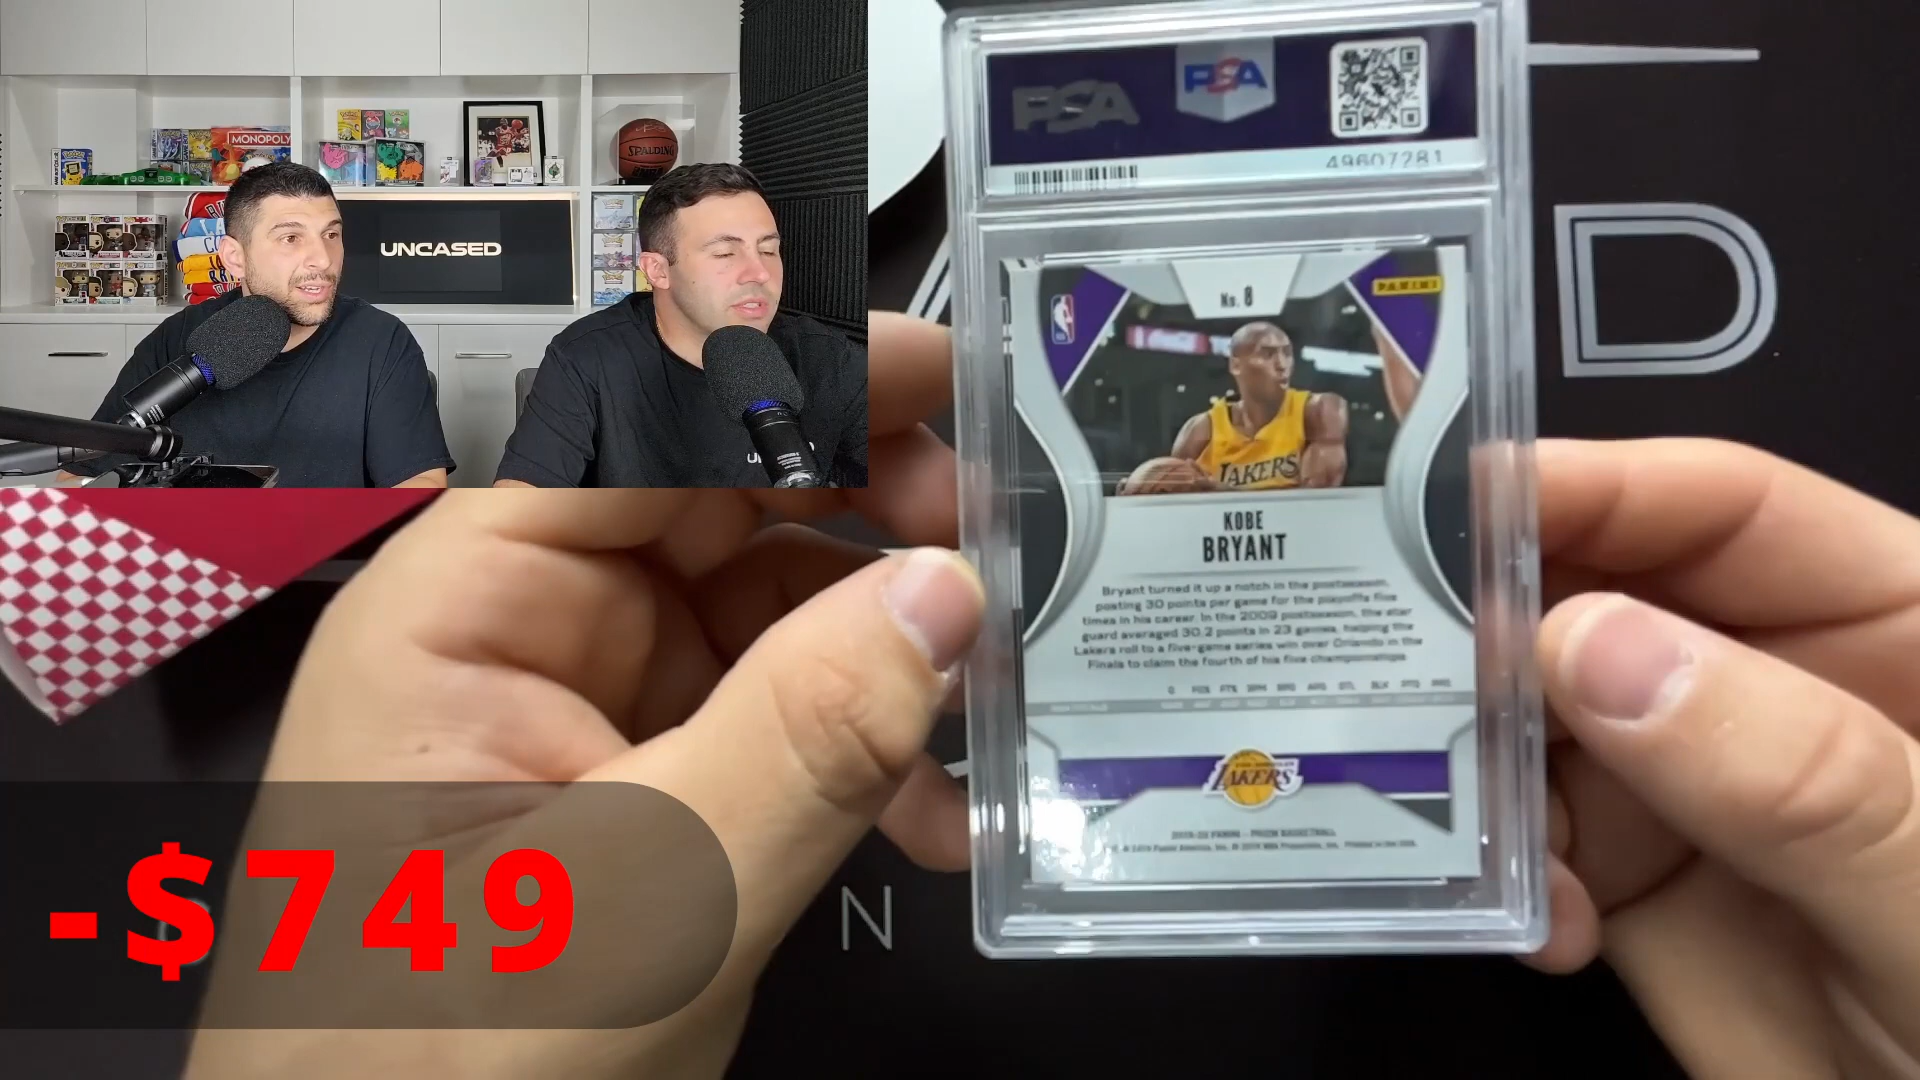 MONOPOLY
SPALDING
UNCASED
PSA
PSA
49607281
No. 8
PANINI
LAKERS
KOBE
BRYANT
Bryant turned it up a notch in the postseason,
posting 30 points per game for the playoffs five
times in his career. In the 2009 postseason, the star
guard averaged 30.2 points in 23 games, helping the
Lakers roll to a five-game series win over Orlando in the
Finals to claim the fourth of his five championships.
LAKERS
D
N
-$749